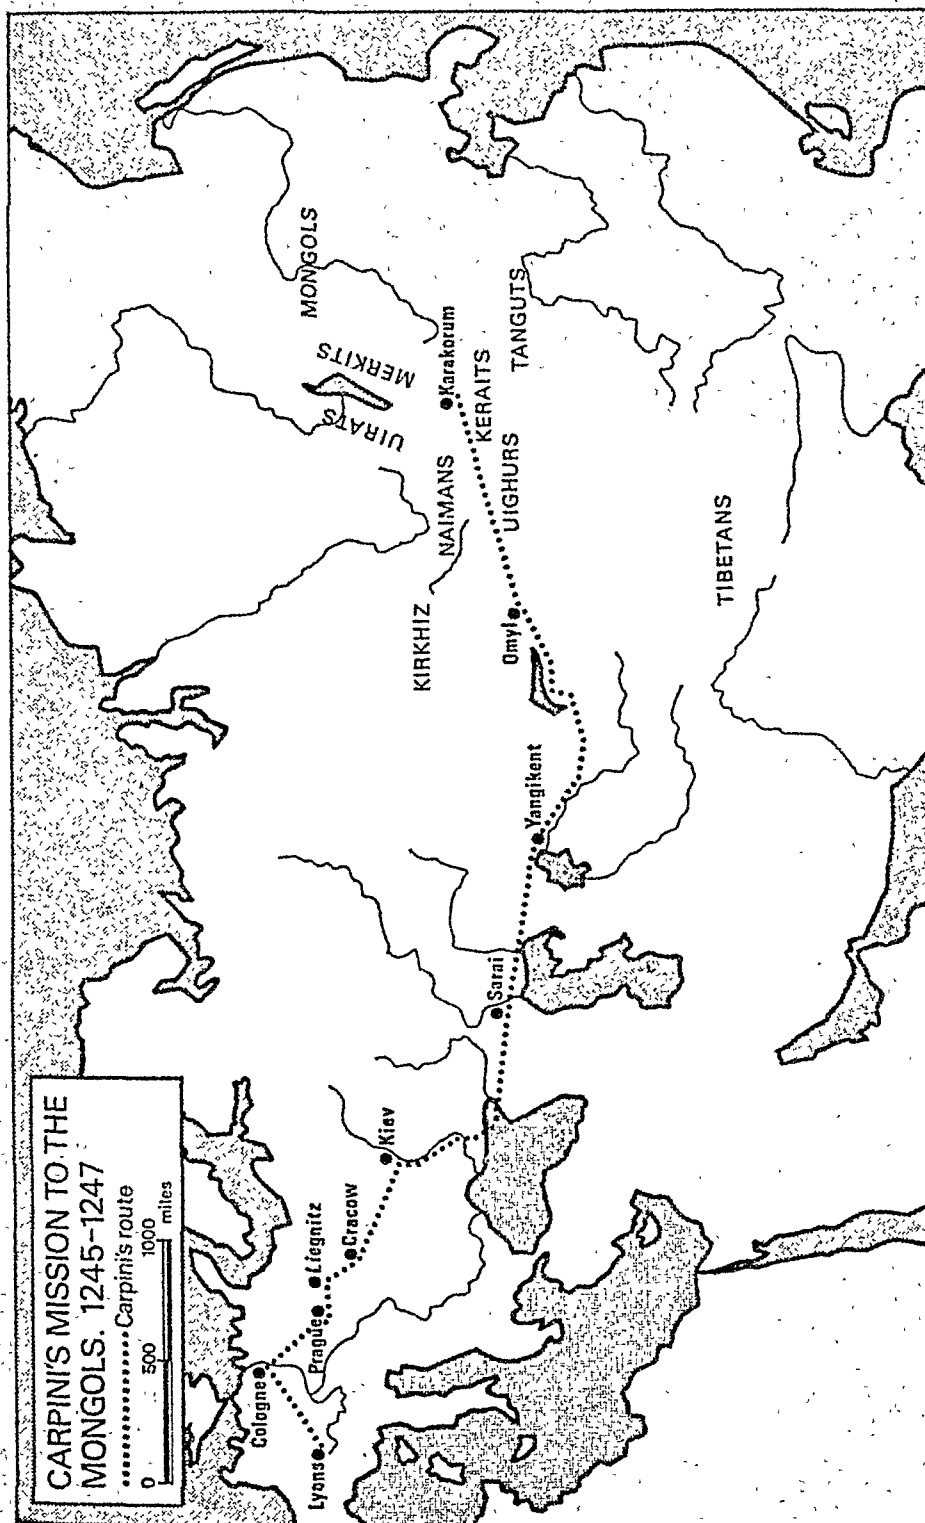 CARPINI'S MISSION TO THE
MONGOLS. 1245-1247
Carpini's route
0 500 1000
miles
Lyons
Cologne
Prague
Liegnitz
Cracow
Kiev
Sarai
Yangikent
Omyl
KIRKHIZ
NAIMANS
UIGHURS
KERAITS
Karakorum
UIRATS
MERKITS
MONGOLS
TANGUTS
TIBETANS